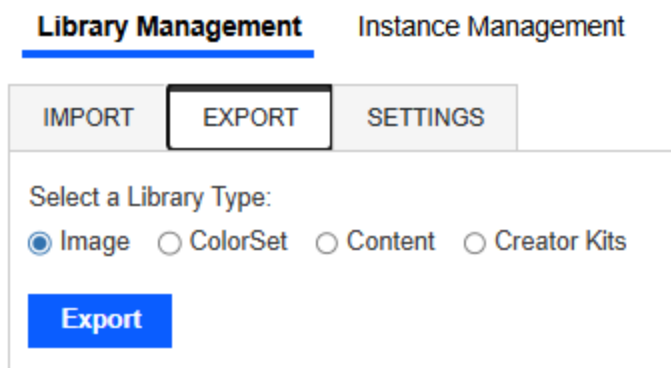 Library Management Instance Management
IMPORT EXPORT SETTINGS
Select a Library Type:
Image ColorSet Content Creator Kits
Export